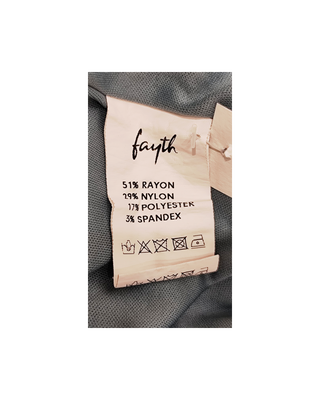 fayth
51% RAYON
29% NYLON
17% POLYESTER
3% SPANDEX